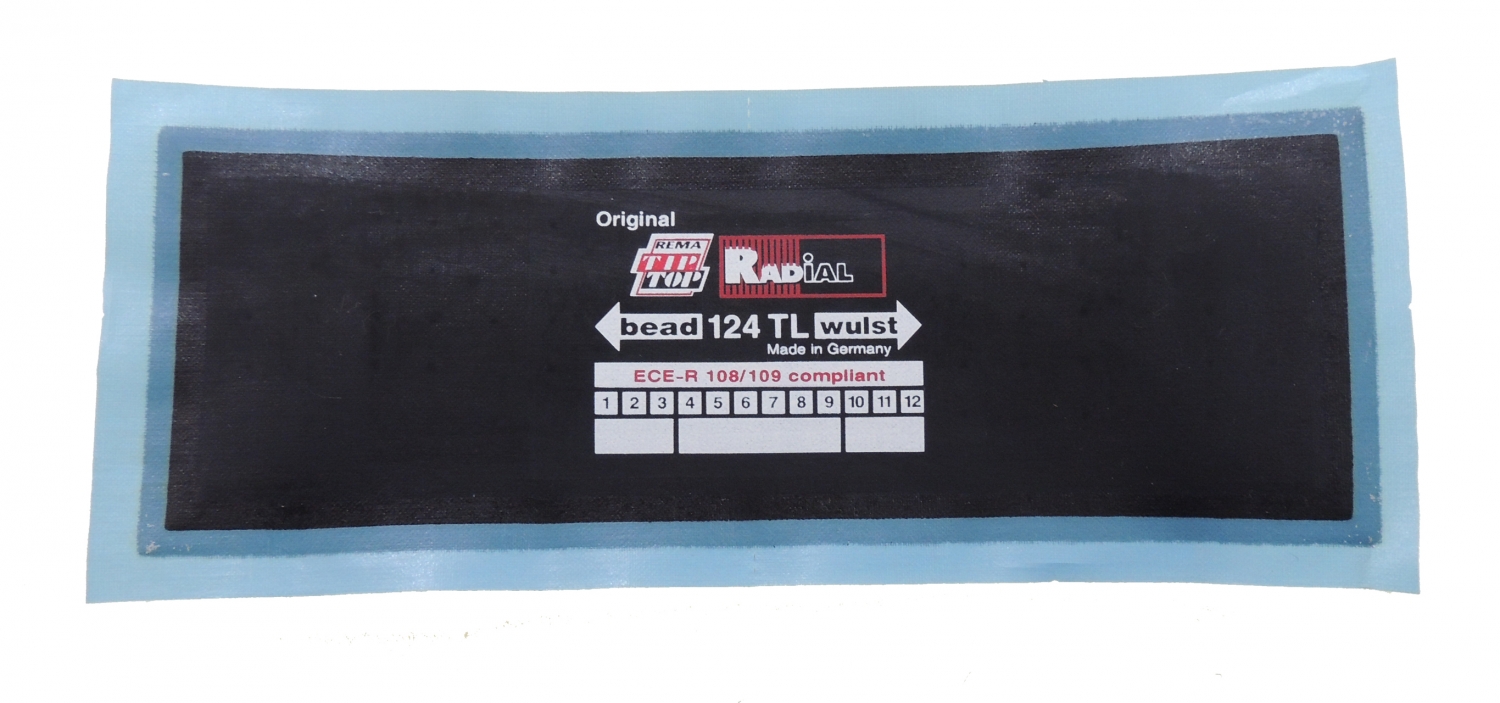 Original
REMA
TIP
TOP
RADiAL
bead 124 TL wulst
Made in Germany
ECE-R 108/109 compliant
1 2 3 4 5 6 7 8 9 10 11 12